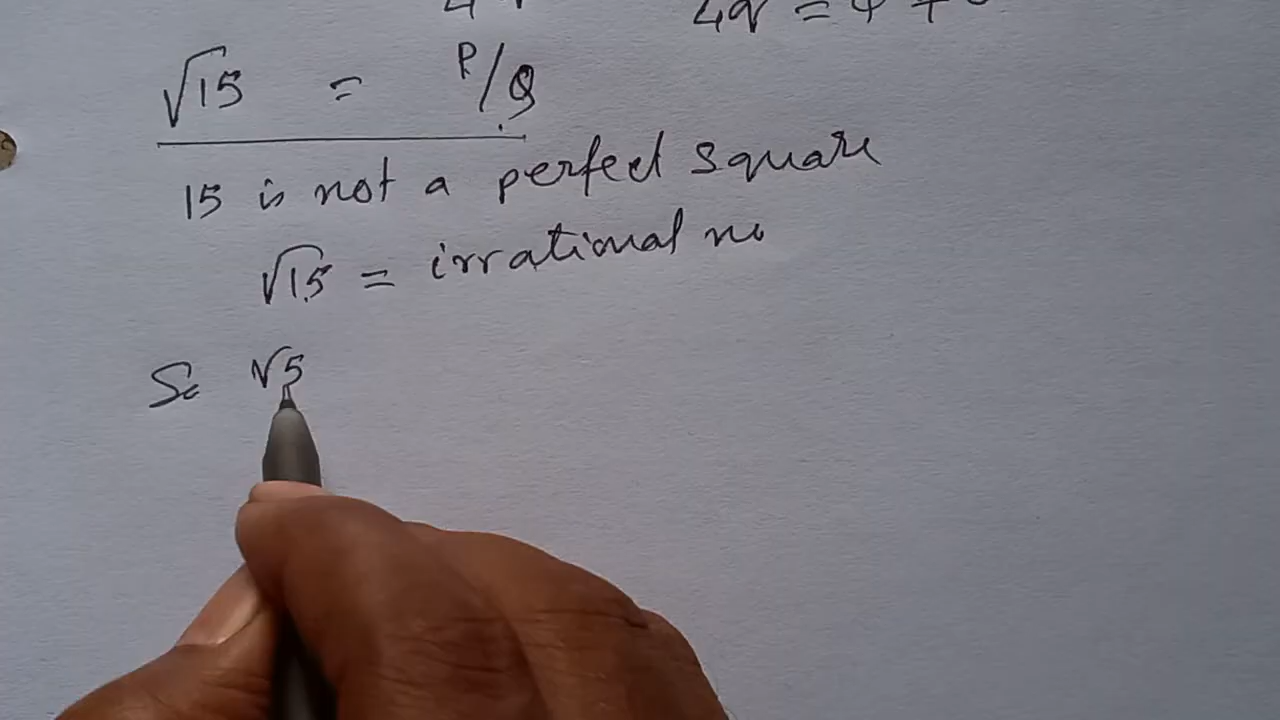 √15 = P/Q
15 is not a perfect square
√15 = irrational no
So √5